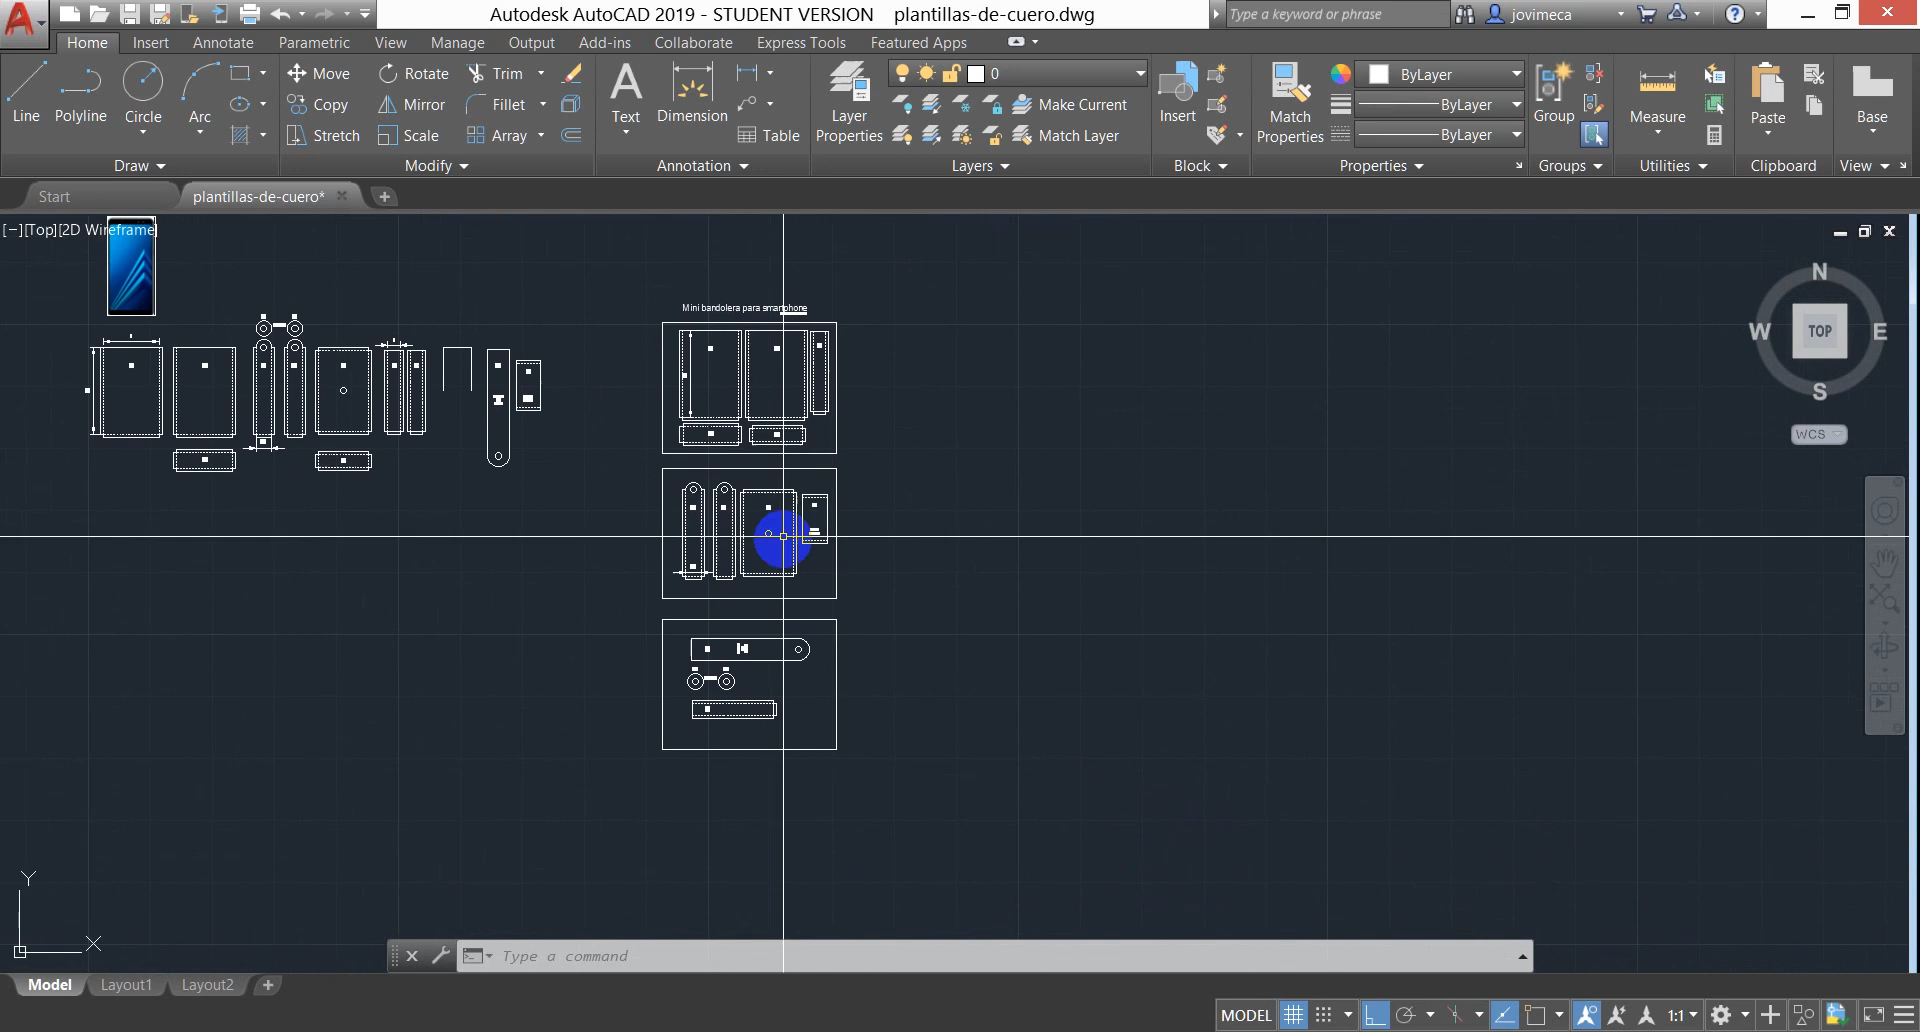 Autodesk AutoCAD 2019 - STUDENT VERSION plantillas-de-cuero.dwg
Type a keyword or phrase
jovimeca
Home Insert Annotate Parametric View Manage Output Add-ins Collaborate Express Tools Featured Apps
Line Polyline Circle Arc
Move Rotate Trim
Copy Mirror Fillet
Stretch Scale Array
Text Dimension Table
Layer Properties
0
Make Current
Match Layer
Insert
Match Properties
ByLayer
ByLayer
ByLayer
Group
Measure
Paste
Base
Draw Modify Annotation Layers Block Properties Groups Utilities Clipboard View
Start plantillas-de-cuero*
[−][Top][2D Wireframe]
N
W TOP E
S
WCS
Mini bandolera para smarphone
Y
X
Type a command
Model Layout1 Layout2
MODEL 1:1